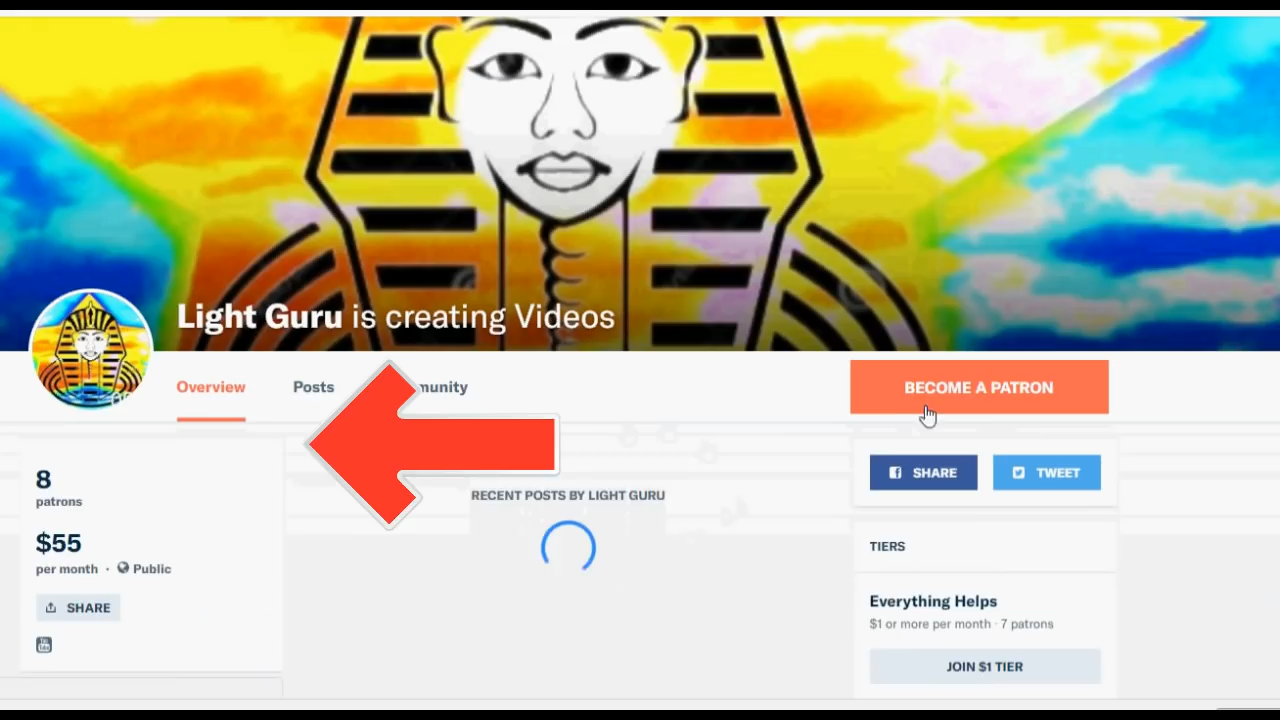 Light Guru is creating Videos
Overview
Posts
munity
BECOME A PATRON
8
patrons
$55
per month · Public
SHARE
RECENT POSTS BY LIGHT GURU
SHARE
TWEET
TIERS
Everything Helps
$1 or more per month · 7 patrons
JOIN $1 TIER